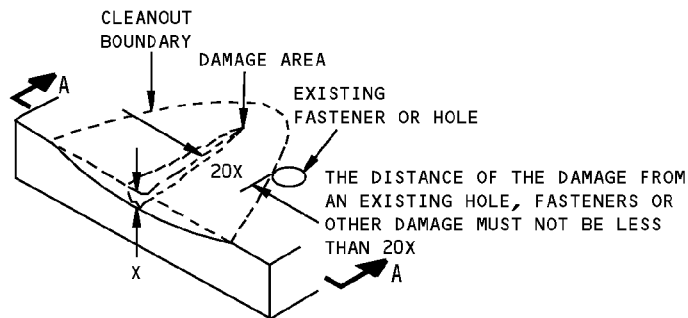 CLEANOUT
BOUNDARY
DAMAGE AREA
A
EXISTING
FASTENER OR HOLE
20X
THE DISTANCE OF THE DAMAGE FROM
AN EXISTING HOLE, FASTENERS OR
OTHER DAMAGE MUST NOT BE LESS
THAN 20X
X
A